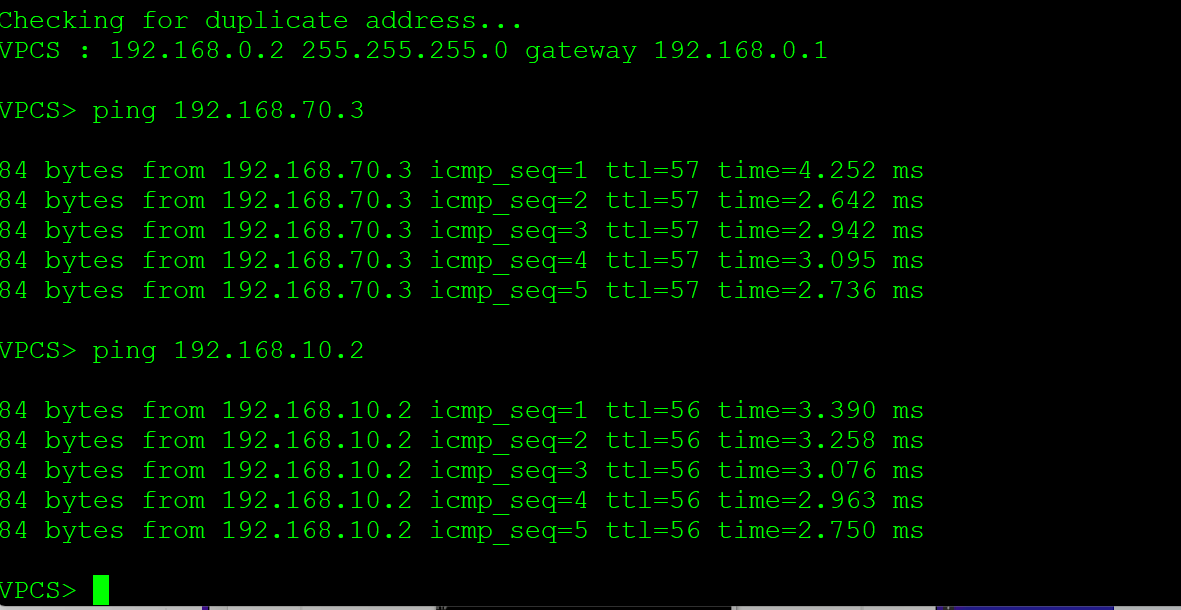 Checking for duplicate address...
VPCS : 192.168.0.2 255.255.255.0 gateway 192.168.0.1
VPCS> ping 192.168.70.3
84 bytes from 192.168.70.3 icmp_seq=1 ttl=57 time=4.252 ms
84 bytes from 192.168.70.3 icmp_seq=2 ttl=57 time=2.642 ms
84 bytes from 192.168.70.3 icmp_seq=3 ttl=57 time=2.942 ms
84 bytes from 192.168.70.3 icmp_seq=4 ttl=57 time=3.095 ms
84 bytes from 192.168.70.3 icmp_seq=5 ttl=57 time=2.736 ms
VPCS> ping 192.168.10.2
84 bytes from 192.168.10.2 icmp_seq=1 ttl=56 time=3.390 ms
84 bytes from 192.168.10.2 icmp_seq=2 ttl=56 time=3.258 ms
84 bytes from 192.168.10.2 icmp_seq=3 ttl=56 time=3.076 ms
84 bytes from 192.168.10.2 icmp_seq=4 ttl=56 time=2.963 ms
84 bytes from 192.168.10.2 icmp_seq=5 ttl=56 time=2.750 ms
VPCS>